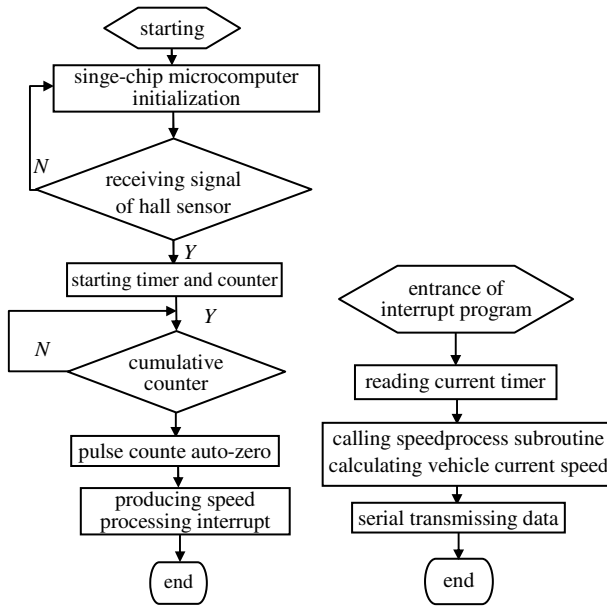 starting
singe-chip microcomputer
initialization
N
receiving signal
of hall sensor
Y
starting timer and counter
Y
N
cumulative
counter
pulse counte auto-zero
producing speed
processing interrupt
end
entrance of
interrupt program
reading current timer
calling speedprocess subroutine
calculating vehicle current speed
serial transmissing data
end